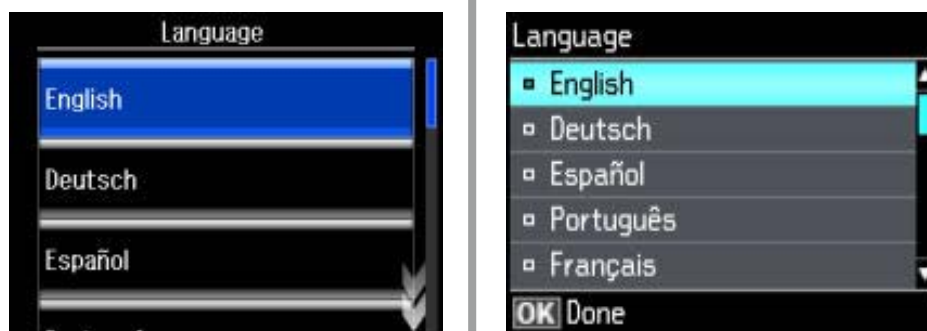 Language
English
Deutsch
Español
Language
English
Deutsch
Español
Português
Français
OK Done